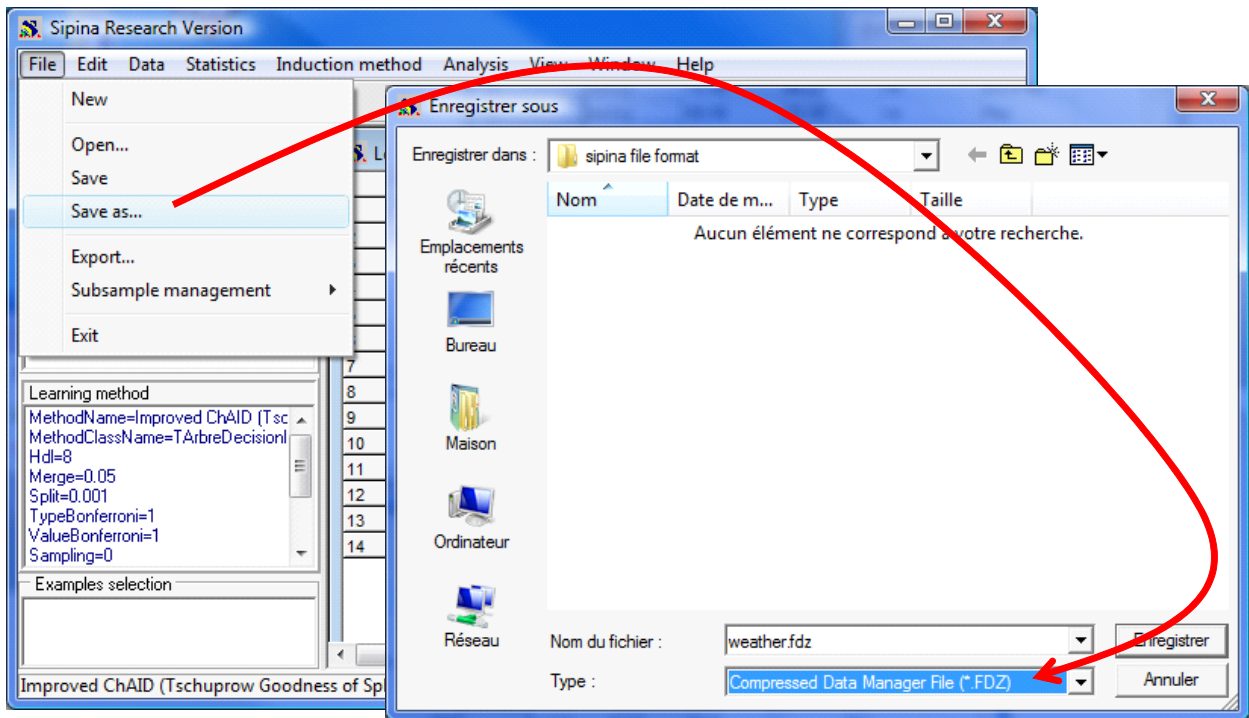 Sipina Research Version
File Edit Data Statistics Induction method Analysis View Window Help
New
Open...
Save
Save as...
Export...
Subsample management
Exit
7
8
9
10
11
12
13
14
Learning method
MethodName=Improved ChAID (Tsc
MethodClassName=TArbreDecisionI
Hdl=8
Merge=0.05
Split=0.001
TypeBonferroni=1
ValueBonferroni=1
Sampling=0
Examples selection
Improved ChAID (Tschuprow Goodness of Spl
Enregistrer sous
Enregistrer dans : sipina file format
Nom Date de m... Type Taille
Aucun élément ne correspond à votre recherche.
Emplacements
récents
Bureau
Maison
Ordinateur
Réseau
Nom du fichier : weather.fdz Enregistrer
Type : Compressed Data Manager File (*.FDZ) Annuler